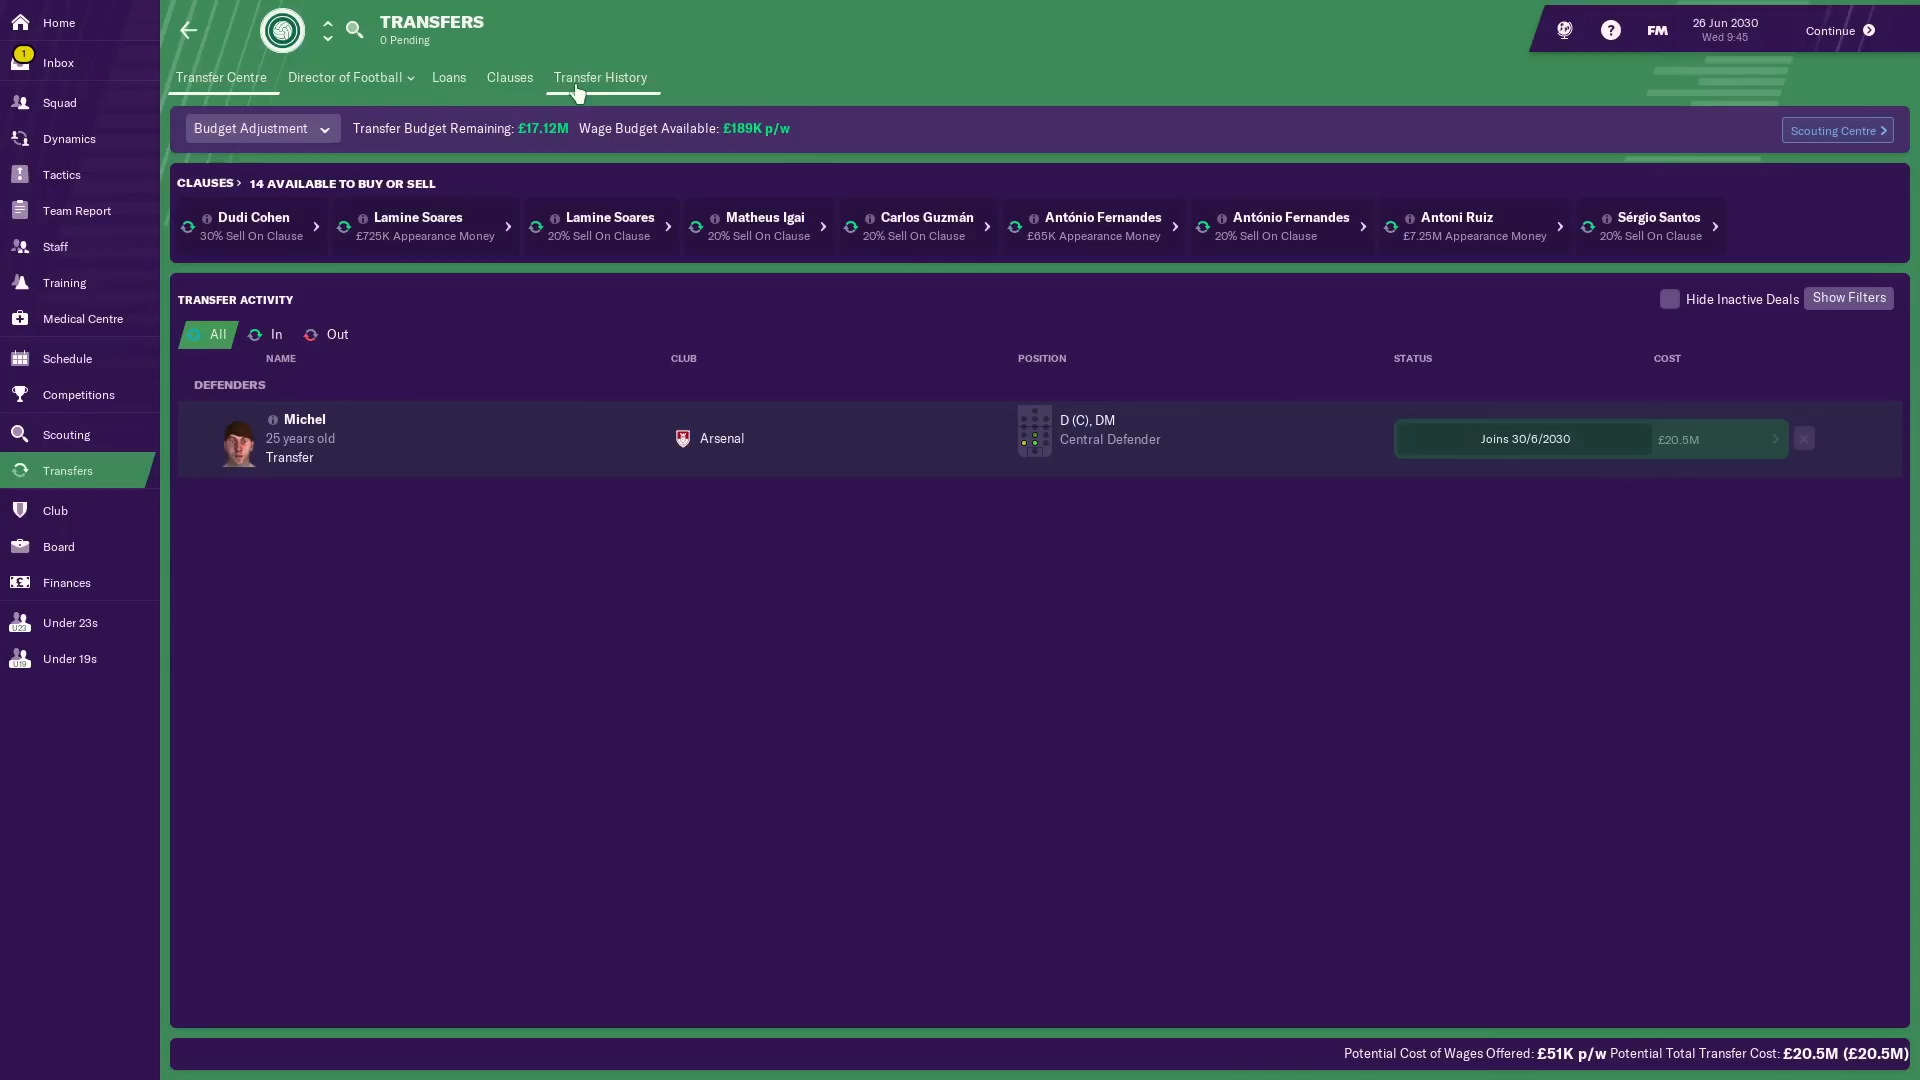 Home
1
Inbox
Squad
Dynamics
Tactics
Team Report
Staff
Training
Medical Centre
Schedule
Competitions
Scouting
Transfers
Club
Board
£
Finances
U23
Under 23s
U19
Under 19s
TRANSFERS
0 Pending
?
FM
26 Jun 2030
Wed 9:45
Continue
Transfer Centre Director of Football Loans Clauses Transfer History
Budget Adjustment Transfer Budget Remaining: £17.12M Wage Budget Available: £189K p/w Scouting Centre
CLAUSES 14 AVAILABLE TO BUY OR SELL
Dudi Cohen Lamine Soares Lamine Soares Matheus Igai Carlos Guzmán António Fernandes António Fernandes Antoni Ruiz Sérgio Santos
30% Sell On Clause £725K Appearance Money 20% Sell On Clause 20% Sell On Clause 20% Sell On Clause £65K Appearance Money 20% Sell On Clause £7.25M Appearance Money 20% Sell On Clause
TRANSFER ACTIVITY Hide Inactive Deals Show Filters
All In Out
NAME CLUB POSITION STATUS COST
DEFENDERS
Michel
25 years old
Transfer
Arsenal
D (C), DM
Central Defender
Joins 30/6/2030 £20.5M
Potential Cost of Wages Offered: £51K p/w Potential Total Transfer Cost: £20.5M (£20.5M)